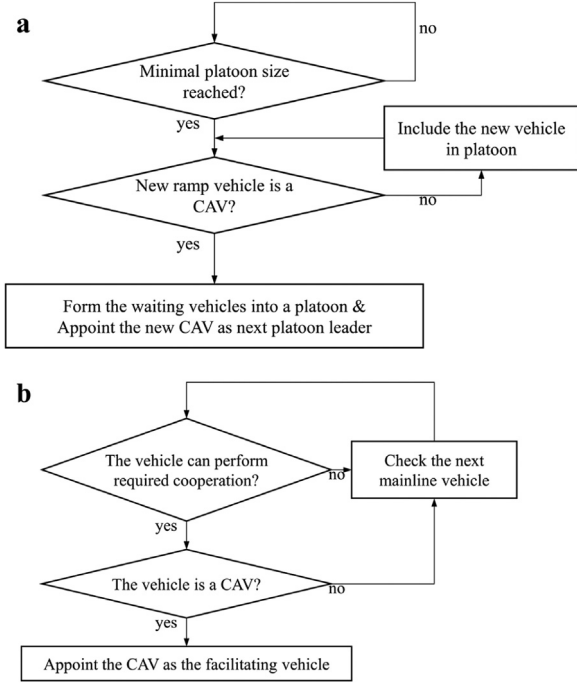 a
no
Minimal platoon size
reached?
yes
Include the new vehicle
in platoon
New ramp vehicle is a
CAV?
no
yes
Form the waiting vehicles into a platoon &
Appoint the new CAV as next platoon leader
b
The vehicle can perform
required cooperation?
no
Check the next
mainline vehicle
yes
The vehicle is a CAV?
no
yes
Appoint the CAV as the facilitating vehicle